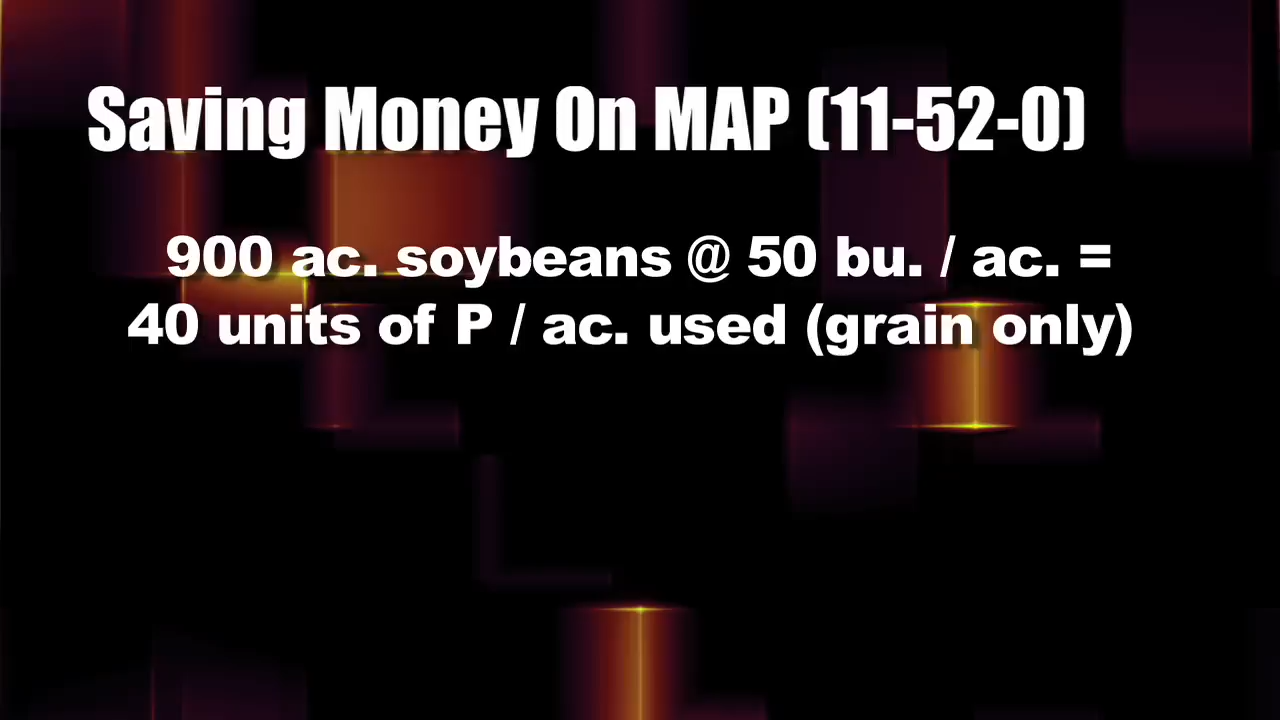 Saving Money On MAP (11-52-0)
900 ac. soybeans @ 50 bu. / ac. =
40 units of P / ac. used (grain only)